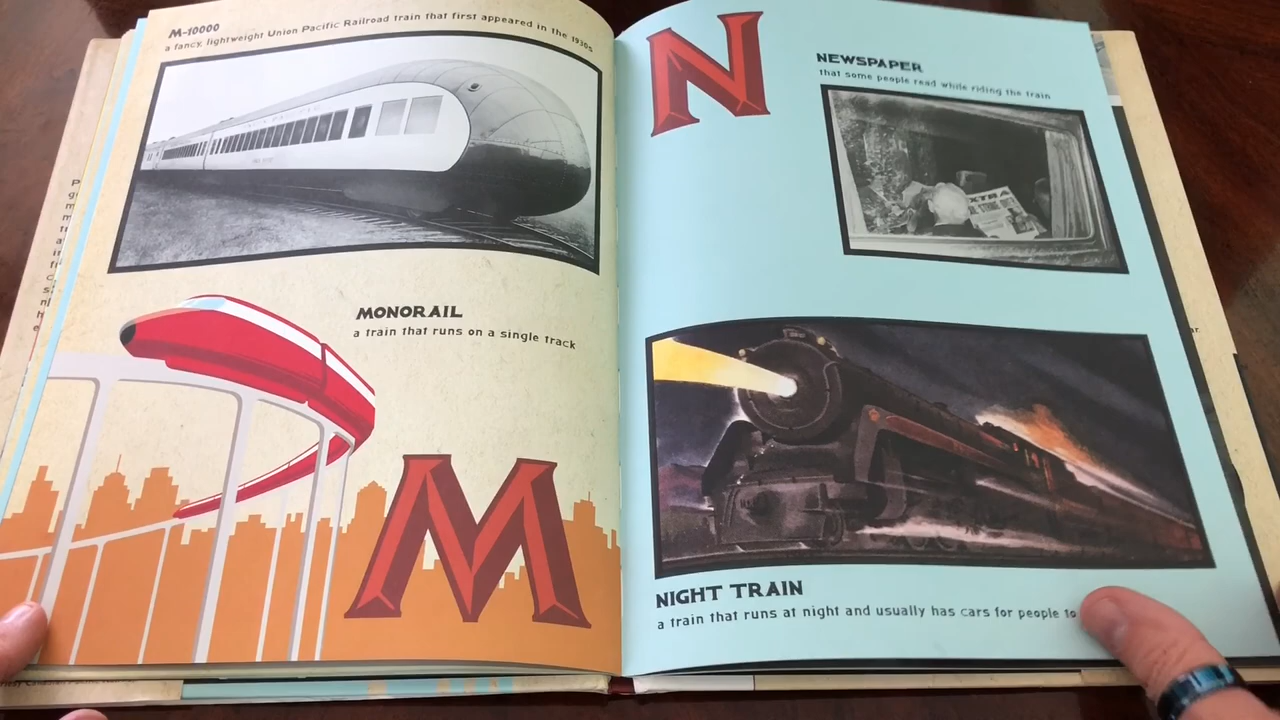 M-10000
a fancy, lightweight Union Pacific Railroad train that first appeared in the 1930s
MONORAIL
a train that runs on a single track
M
N
NEWSPAPER
that some people read while riding the train
EXTRA
NIGHT TRAIN
a train that runs at night and usually has cars for people to